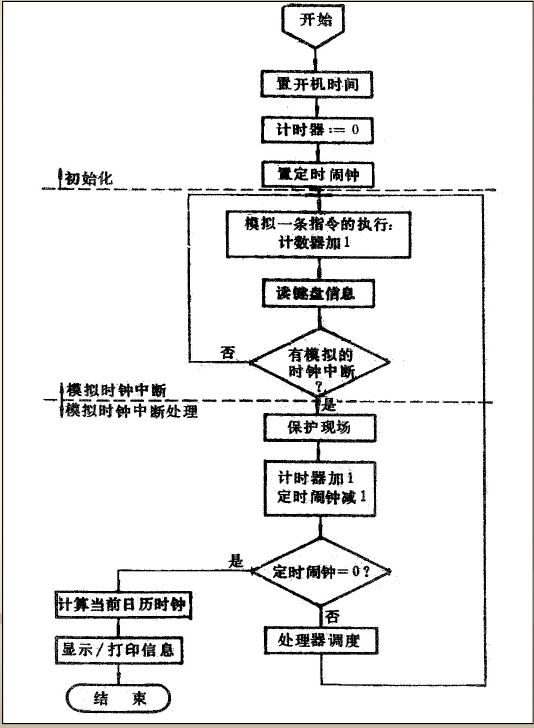 开始
置开机时间
计时器:=0
置定时闹钟
初始化
模拟一条指令的执行:
计数器加1
读键盘信息
否
有模拟的
时钟中断
?
是
模拟时钟中断
模拟时钟中断处理
保护现场
计时器加1
定时闹钟减1
是
定时闹钟=0?
计算当前日历时钟
否
显示/打印信息
处理器调度
结 束